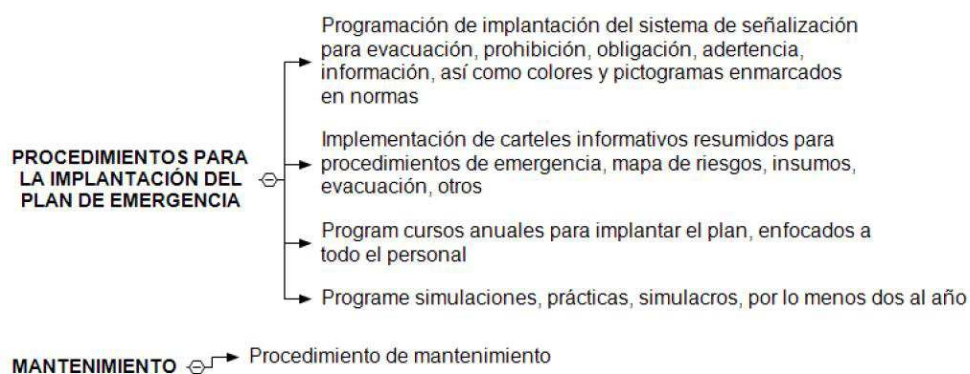 Programación de implantación del sistema de señalización
para evacuación, prohibición, obligación, adertencia,
información, así como colores y pictogramas enmarcados
en normas
PROCEDIMIENTOS PARA
LA IMPLANTACIÓN DEL
PLAN DE EMERGENCIA
Implementación de carteles informativos resumidos para
procedimientos de emergencia, mapa de riesgos, insumos,
evacuación, otros
Program cursos anuales para implantar el plan, enfocados a
todo el personal
Programe simulaciones, prácticas, simulacros, por lo menos dos al año
MANTENIMIENTO
Procedimiento de mantenimiento